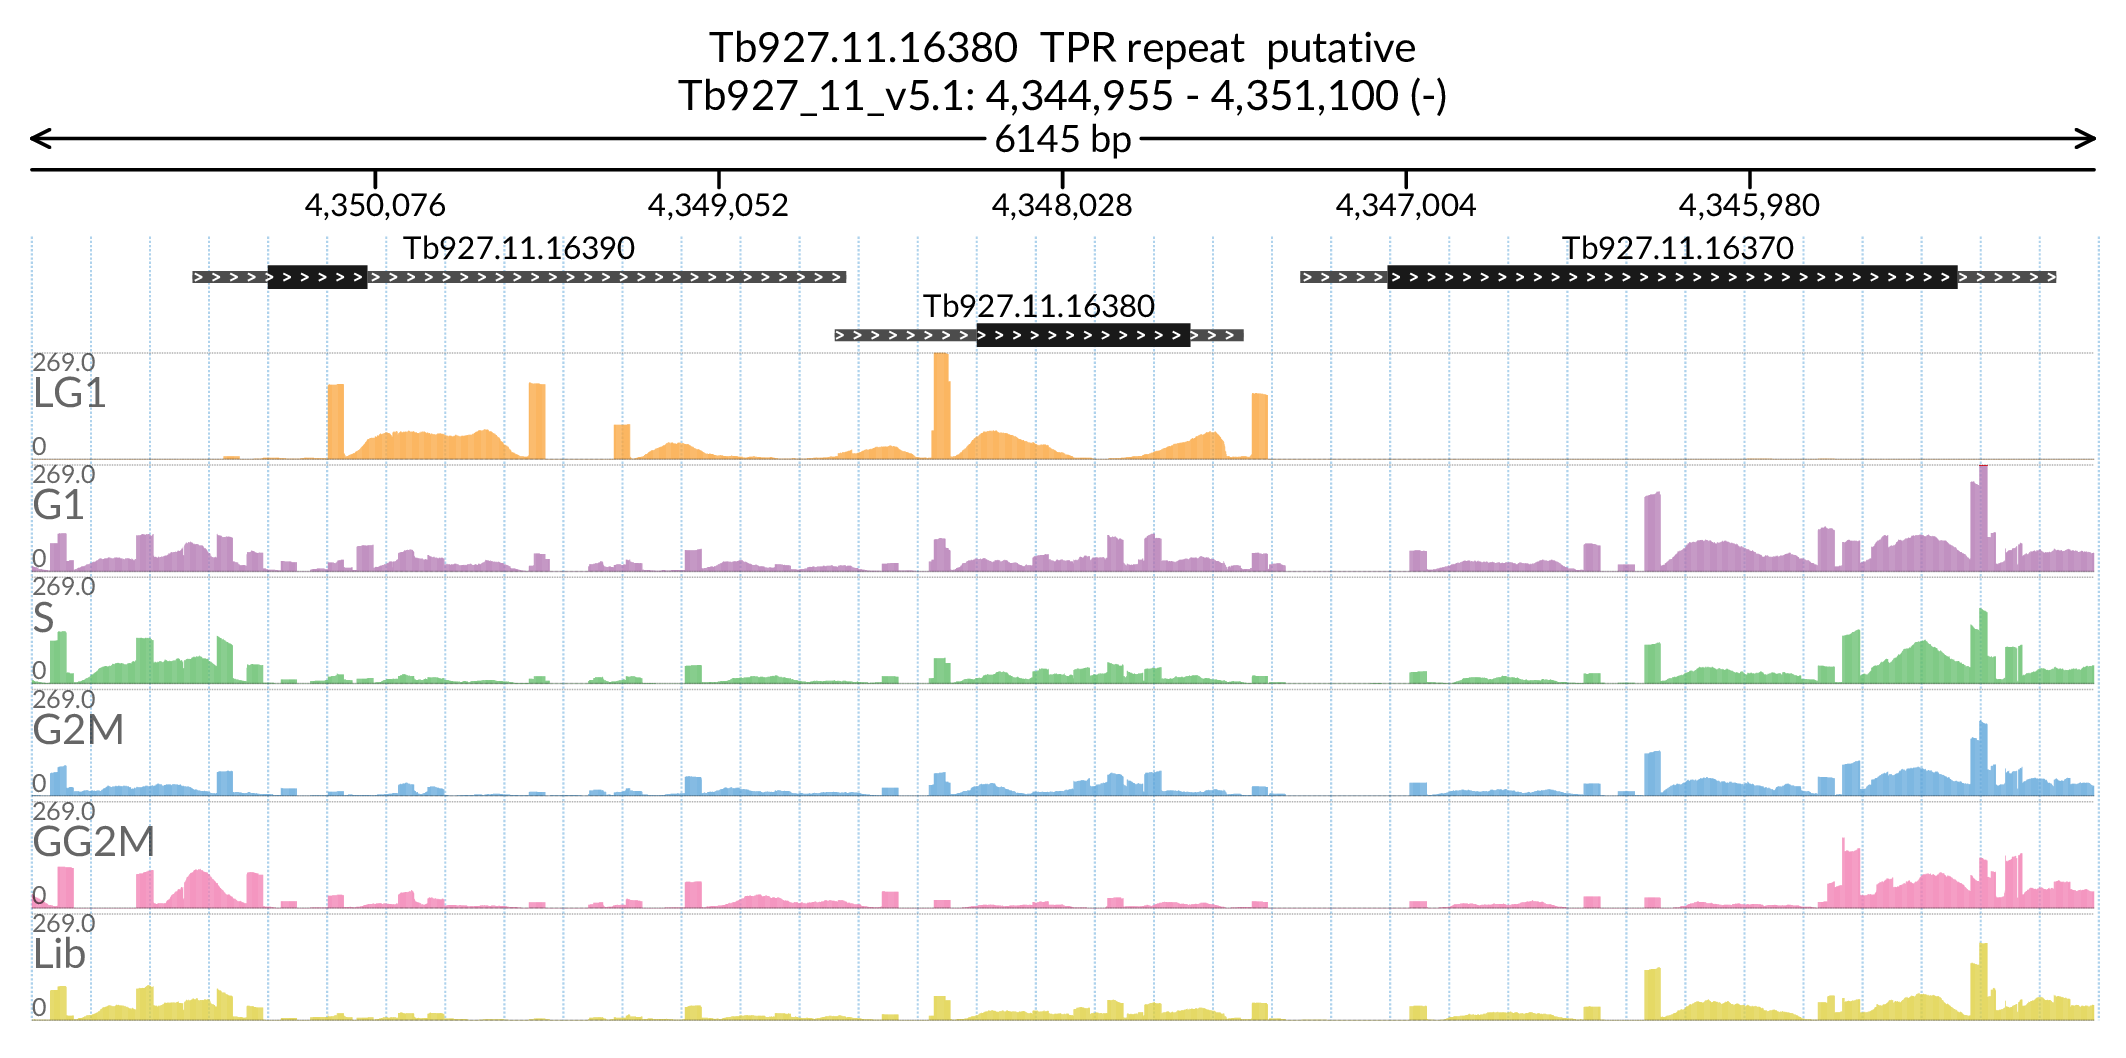 Tb927.11.16380 TPR repeat putative
Tb927_11_v5.1: 4,344,955 - 4,351,100 (-)
6145 bp
4,350,076 4,349,052 4,348,028 4,347,004 4,345,980
Tb927.11.16390 Tb927.11.16370
Tb927.11.16380
269.0
LG1
0
269.0
G1
0
269.0
S
0
269.0
G2M
0
269.0
GG2M
0
269.0
Lib
0